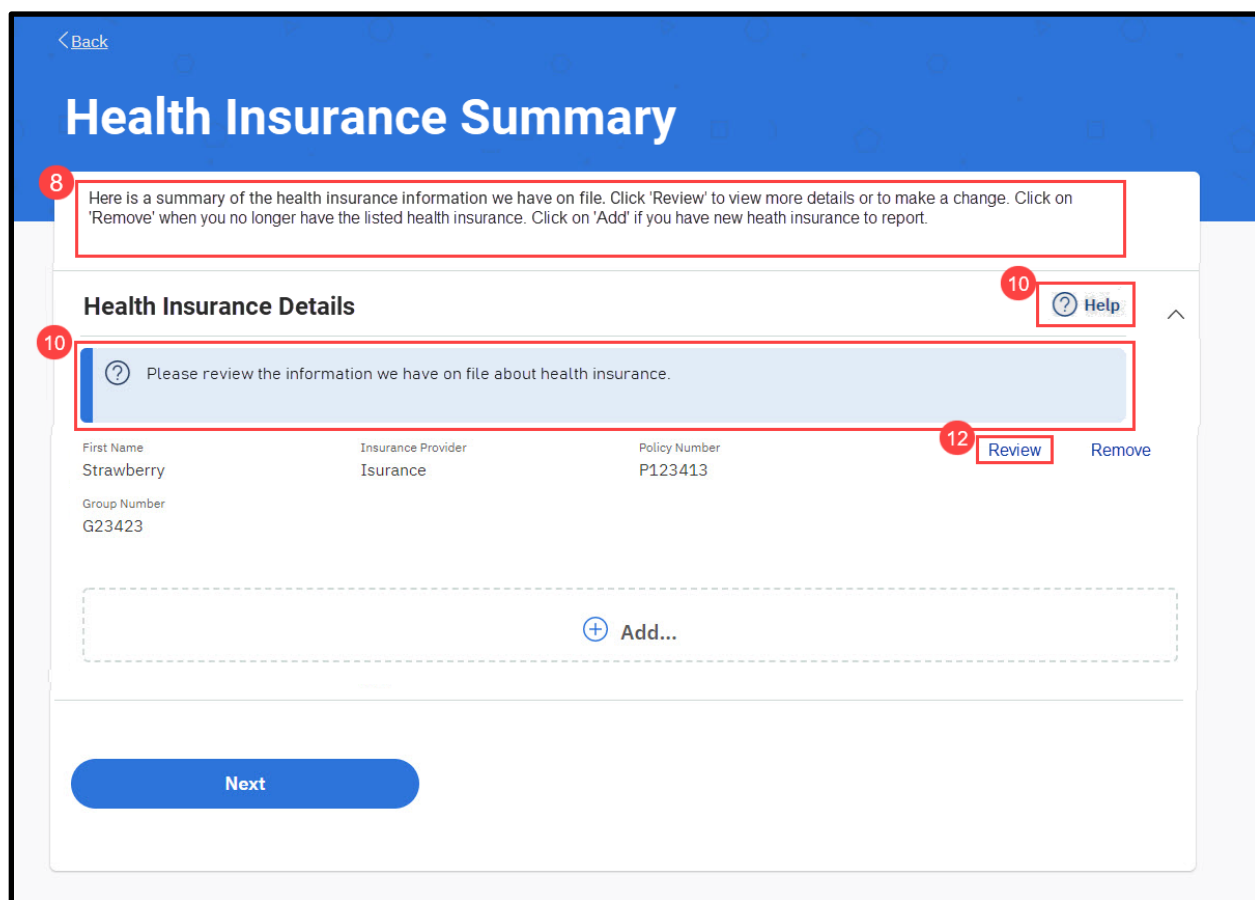 Back
Health Insurance Summary
8
Here is a summary of the health insurance information we have on file. Click 'Review' to view more details or to make a change. Click on
'Remove' when you no longer have the listed health insurance. Click on 'Add' if you have new heath insurance to report.
10
Health Insurance Details
Help
10
Please review the information we have on file about health insurance.
First Name
Insurance Provider
Policy Number
12
Review
Remove
Strawberry
Isurance
P123413
Group Number
G23423
Add...
Next